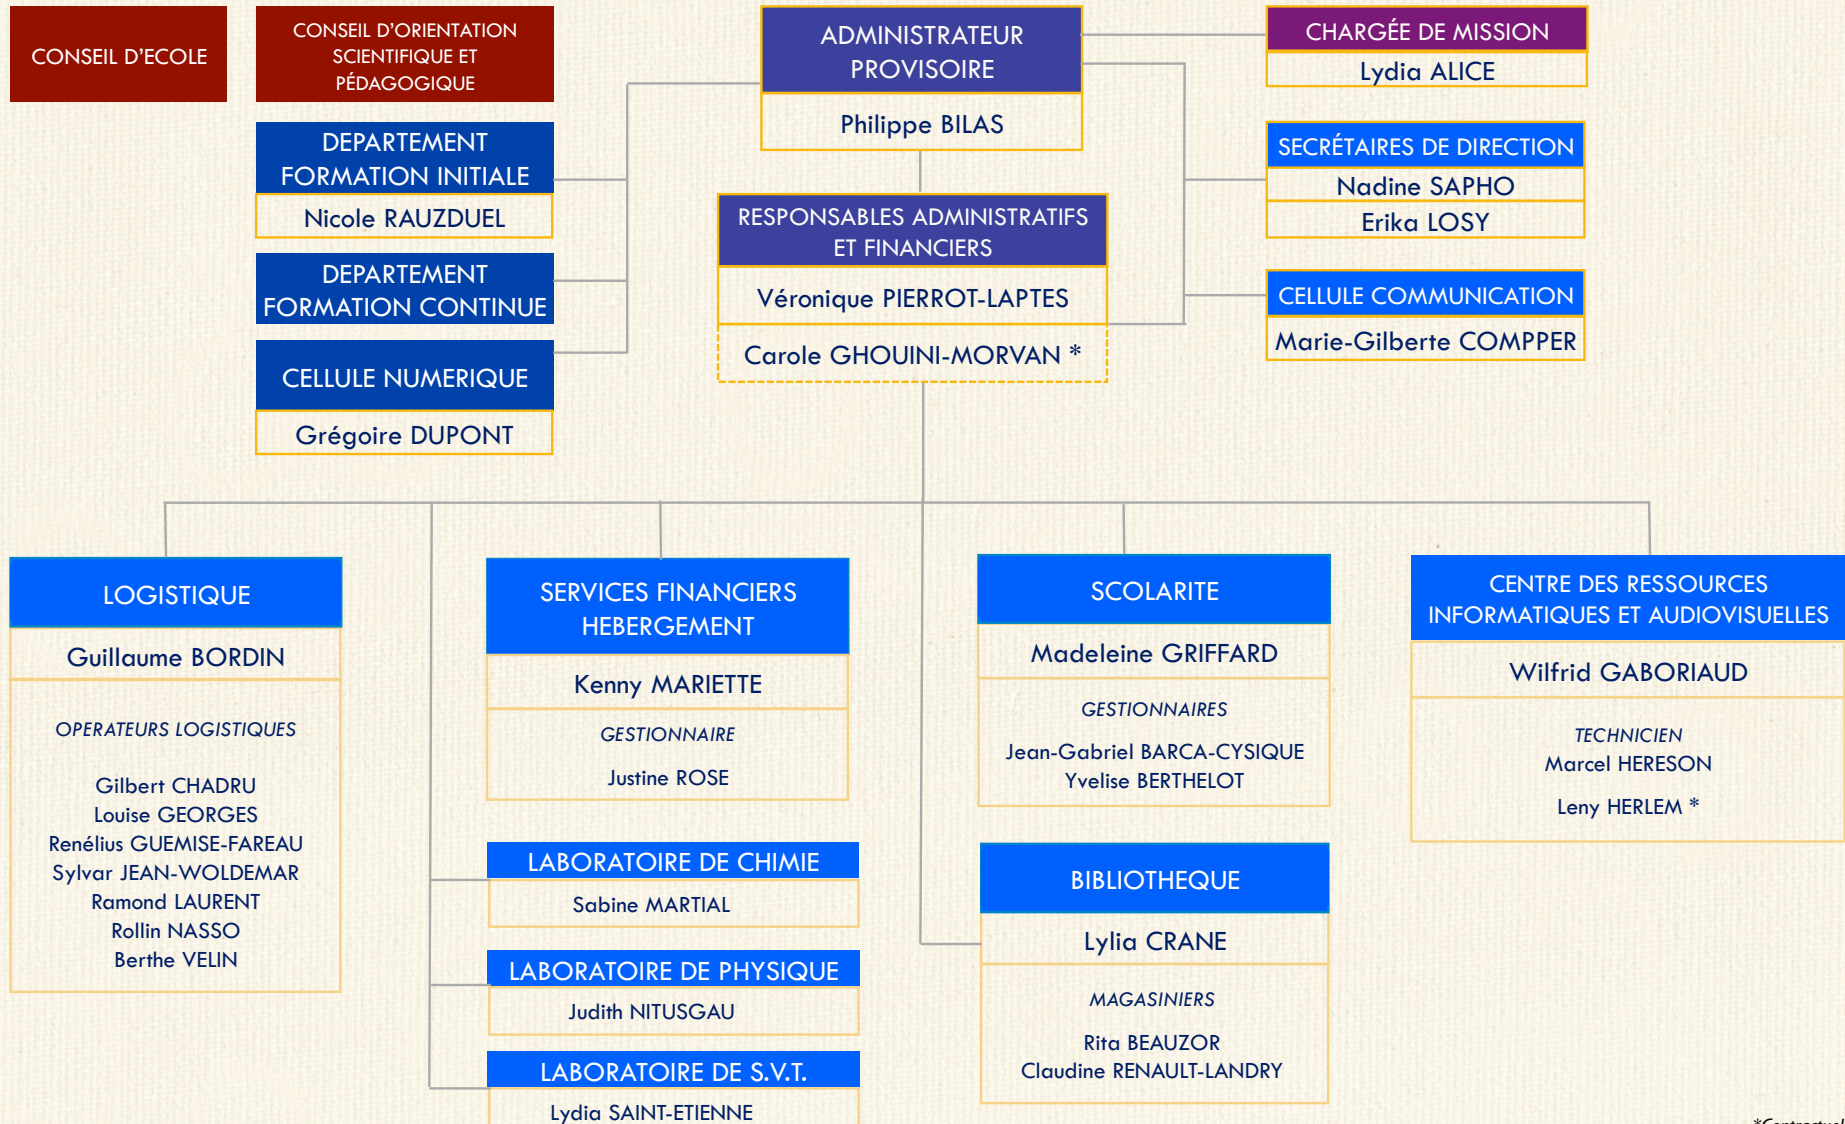 CONSEIL D'ECOLE
CONSEIL D'ORIENTATION
SCIENTIFIQUE ET
PÉDAGOGIQUE
ADMINISTRATEUR
PROVISOIRE
Philippe BILAS
CHARGÉE DE MISSION
Lydia ALICE
DEPARTEMENT
FORMATION INITIALE
Nicole RAUZDUEL
DEPARTEMENT
FORMATION CONTINUE
CELLULE NUMERIQUE
Grégoire DUPONT
RESPONSABLES ADMINISTRATIFS
ET FINANCIERS
Véronique PIERROT-LAPTES
Carole GHOUINI-MORVAN *
SECRÉTAIRES DE DIRECTION
Nadine SAPHO
Erika LOSY
CELLULE COMMUNICATION
Marie-Gilberte COMPPER
LOGISTIQUE
Guillaume BORDIN
OPERATEURS LOGISTIQUES
Gilbert CHADRU
Louise GEORGES
Renélius GUEMISE-FAREAU
Sylvar JEAN-WOLDEMAR
Ramond LAURENT
Rollin NASSO
Berthe VELIN
SERVICES FINANCIERS
HEBERGEMENT
Kenny MARIETTE
GESTIONNAIRE
Justine ROSE
LABORATOIRE DE CHIMIE
Sabine MARTIAL
LABORATOIRE DE PHYSIQUE
Judith NITUSGAU
LABORATOIRE DE S.V.T.
Lydia SAINT-ETIENNE
SCOLARITE
Madeleine GRIFFARD
GESTIONNAIRES
Jean-Gabriel BARCA-CYSIQUE
Yvelise BERTHELOT
BIBLIOTHEQUE
Lylia CRANE
MAGASINIERS
Rita BEAUZOR
Claudine RENAULT-LANDRY
CENTRE DES RESSOURCES
INFORMATIQUES ET AUDIOVISUELLES
Wilfrid GABORIAUD
TECHNICIEN
Marcel HERESON
Leny HERLEM *